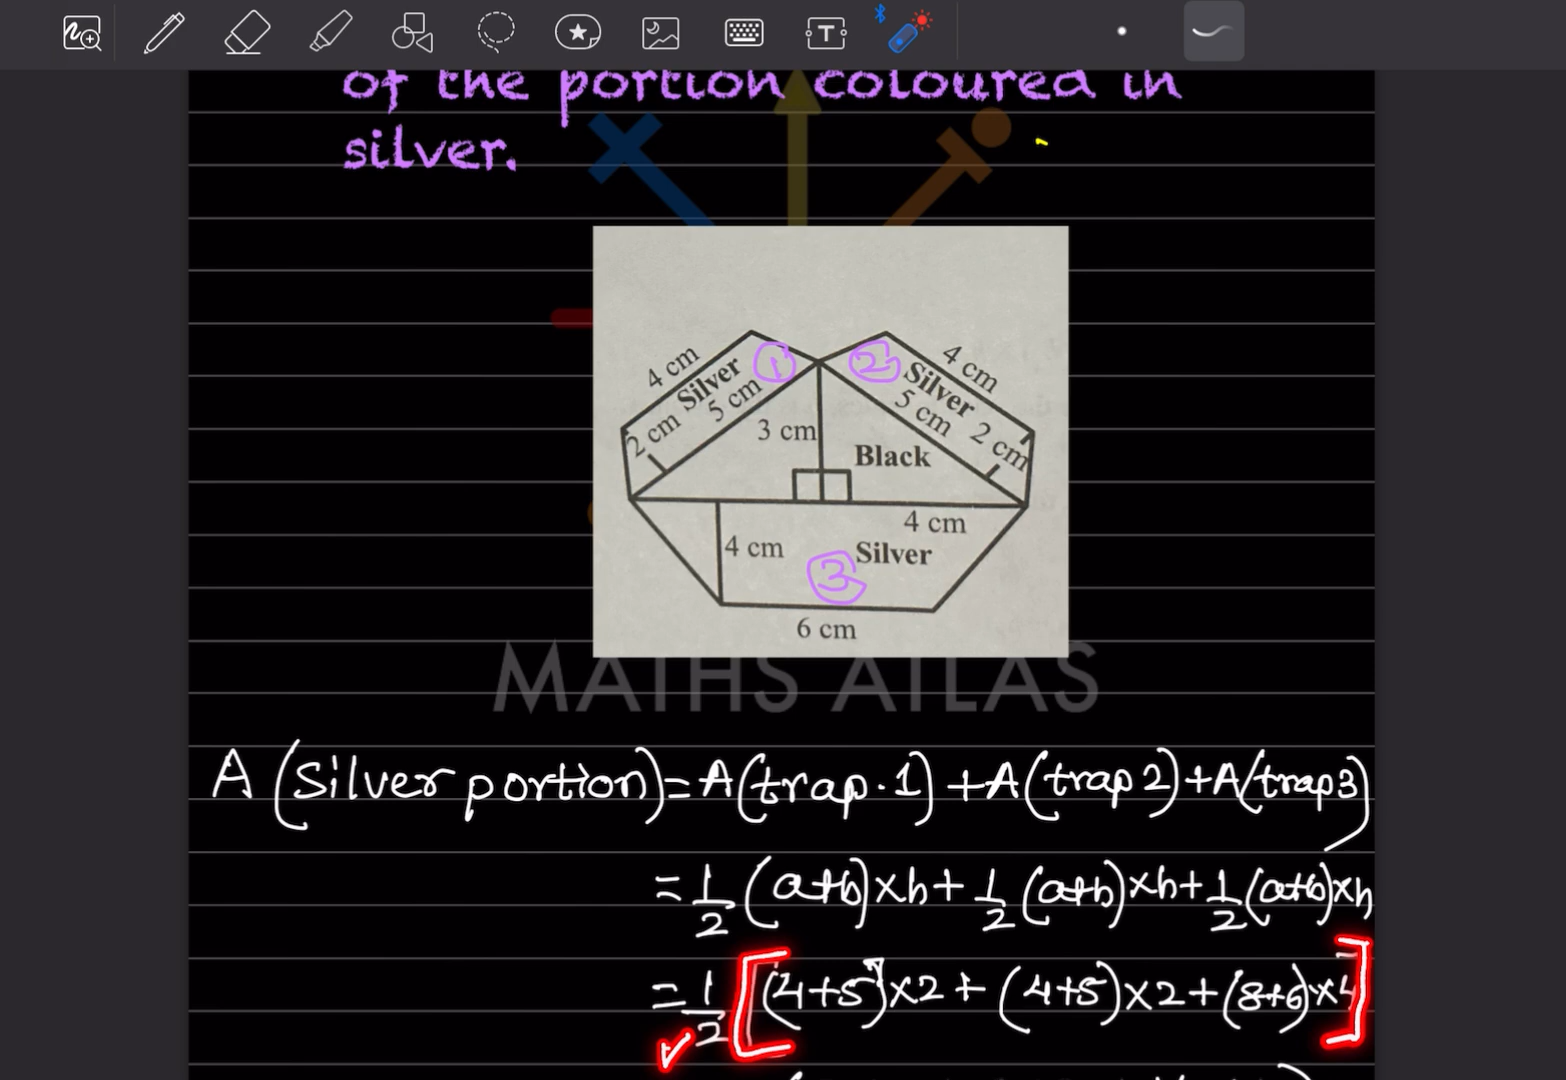 of the portion coloured in
silver.
4 cm
Silver
5 cm
2 cm
1
3 cm
2
4 cm
Silver
5 cm
2 cm
Black
4 cm
4 cm
Silver
3
6 cm
MATHS ATLAS
A (Silver portion) = A(trap. 1) + A(trap 2) + A(trap 3)
= 1/2 (a+b) × h + 1/2 (a+b) × h + 1/2 (a+b) × h
= 1/2 [(4+5) × 2 + (4+5) × 2 + (8+6) × 4]